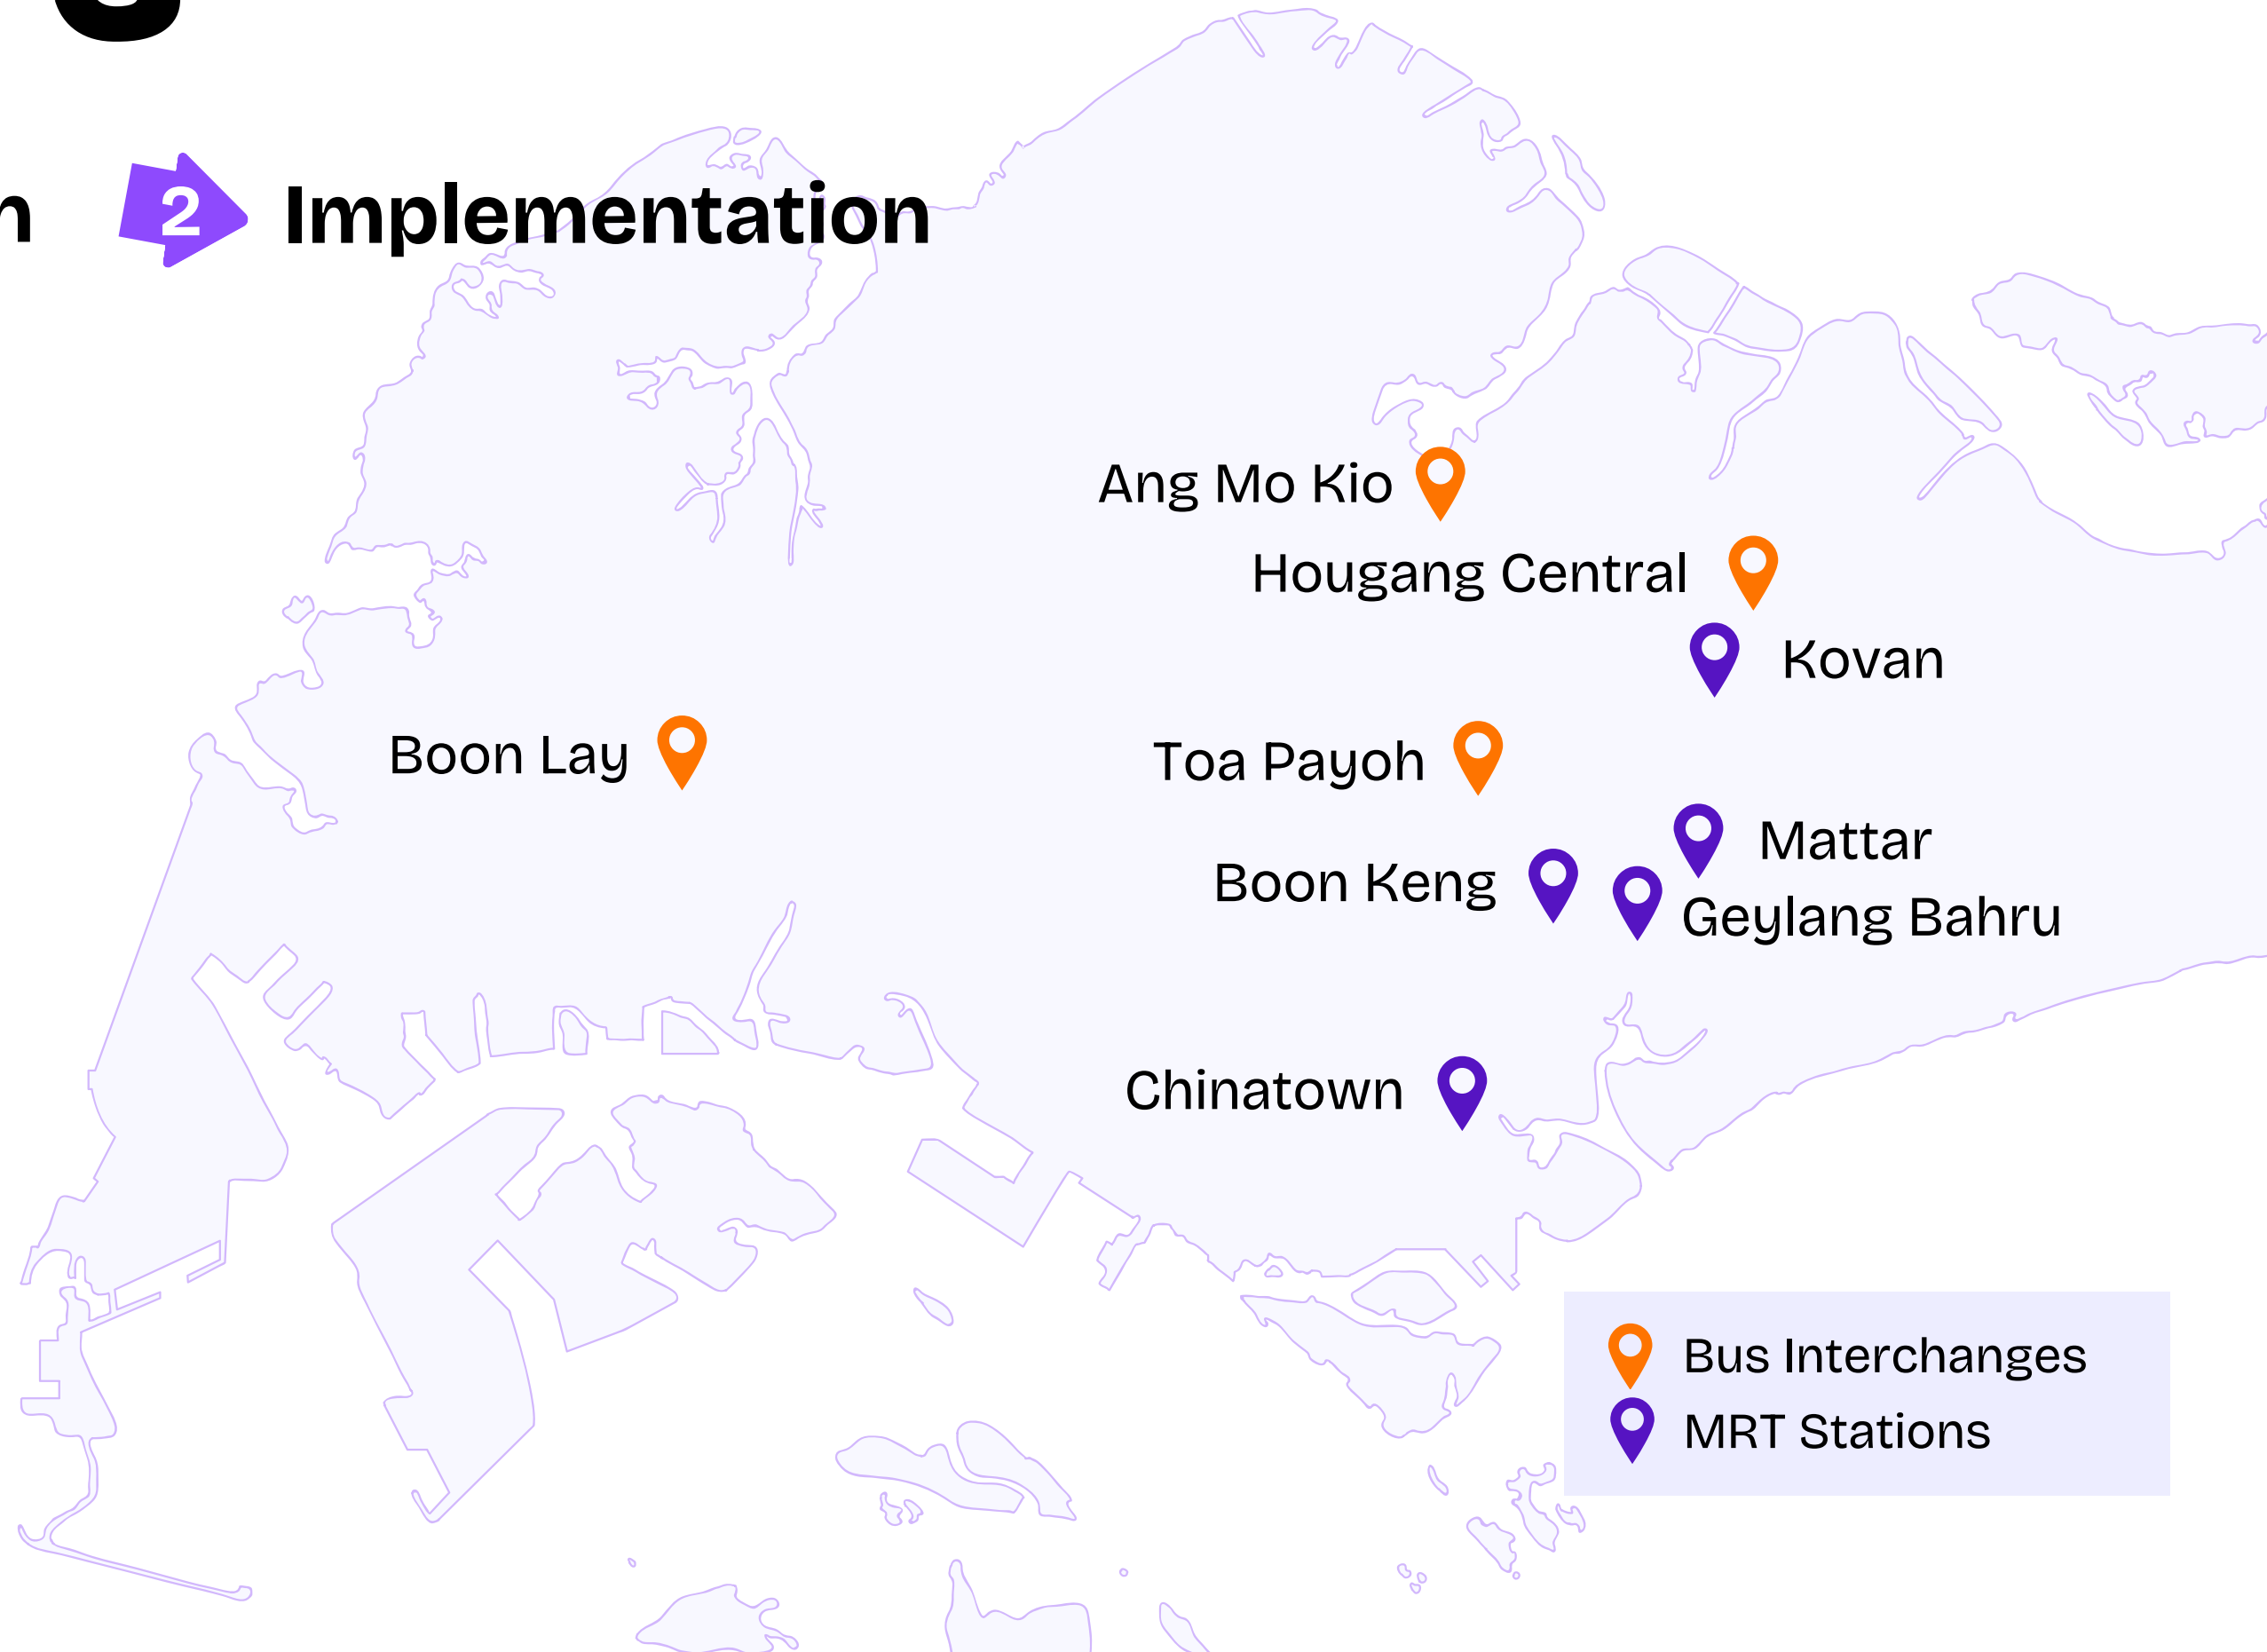 n
2 Implementation
Ang Mo Kio
Hougang Central
Kovan
Boon Lay
Toa Payoh
Mattar
Boon Keng
Geylang Bahru
Chinatown
Bus Interchanges
MRT Stations